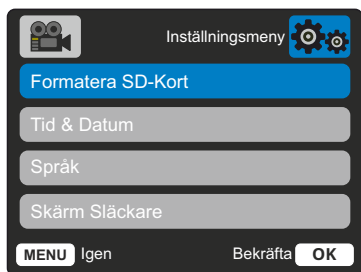 Inställningsmeny
Formatera SD-Kort
Tid & Datum
Språk
Skärm Släckare
MENU Igen Bekräfta OK